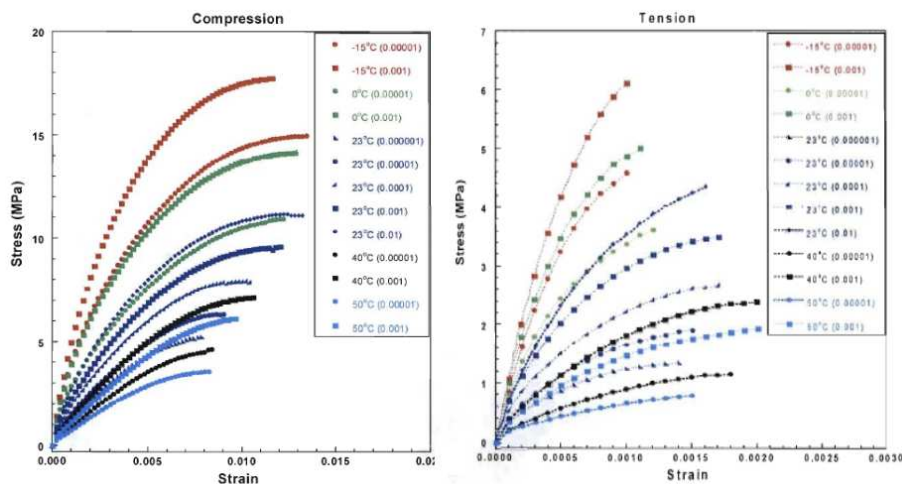 Compression
20
15
10
5
0
Stress (MPa)
0.000
0.005
0.010
0.015
0.02
Strain
-15°C (0.00001)
-15°C (0.001)
0°C (0.00001)
0°C (0.001)
23°C (0.000001)
23°C (0.00001)
23°C (0.0001)
23°C (0.001)
23°C (0.01)
40°C (0.00001)
40°C (0.001)
50°C (0.00001)
50°C (0.001)
Tension
7
6
5
4
3
2
1
0
Stress (MPa)
0.0000
0.0005
0.0010
0.0015
0.0020
0.0025
0.0030
Strain
-15°C (0.00001)
-15°C (0.001)
0°C (0.00001)
0°C (0.001)
23°C (0.000001)
23°C (0.00001)
23°C (0.0001)
23°C (0.001)
23°C (0.01)
40°C (0.00001)
40°C (0.001)
50°C (0.00001)
50°C (0.001)